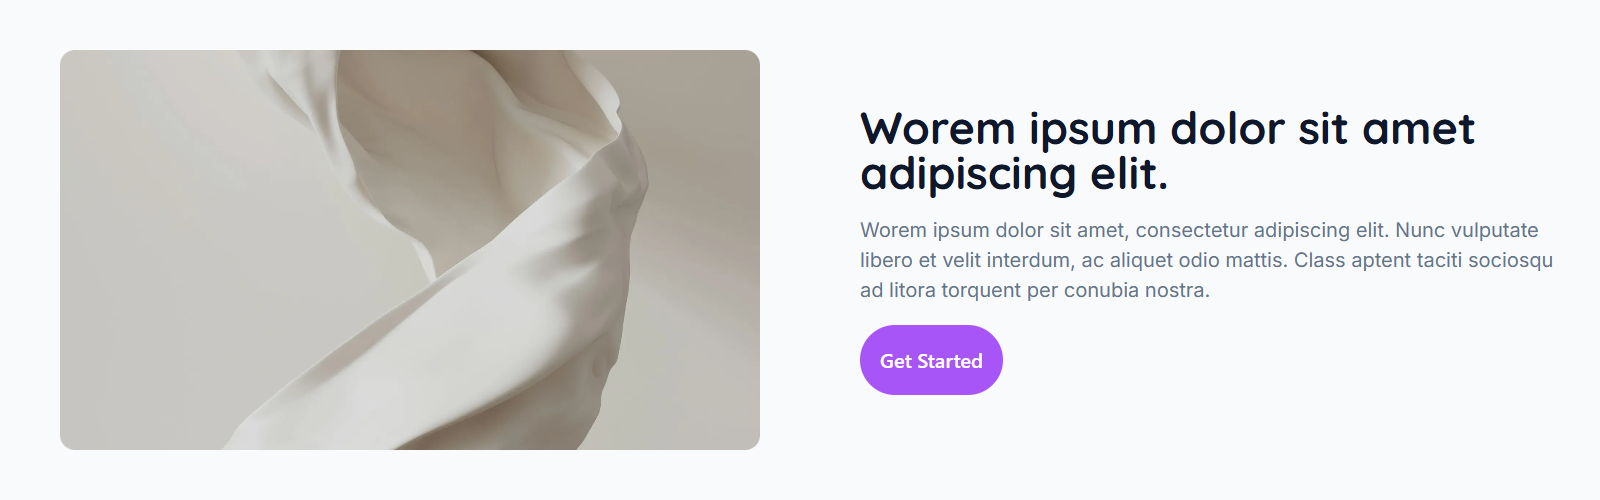 Worem ipsum dolor sit amet
adipiscing elit.
Worem ipsum dolor sit amet, consectetur adipiscing elit. Nunc vulputate
libero et velit interdum, ac aliquet odio mattis. Class aptent taciti sociosqu
ad litora torquent per conubia nostra.
Get Started